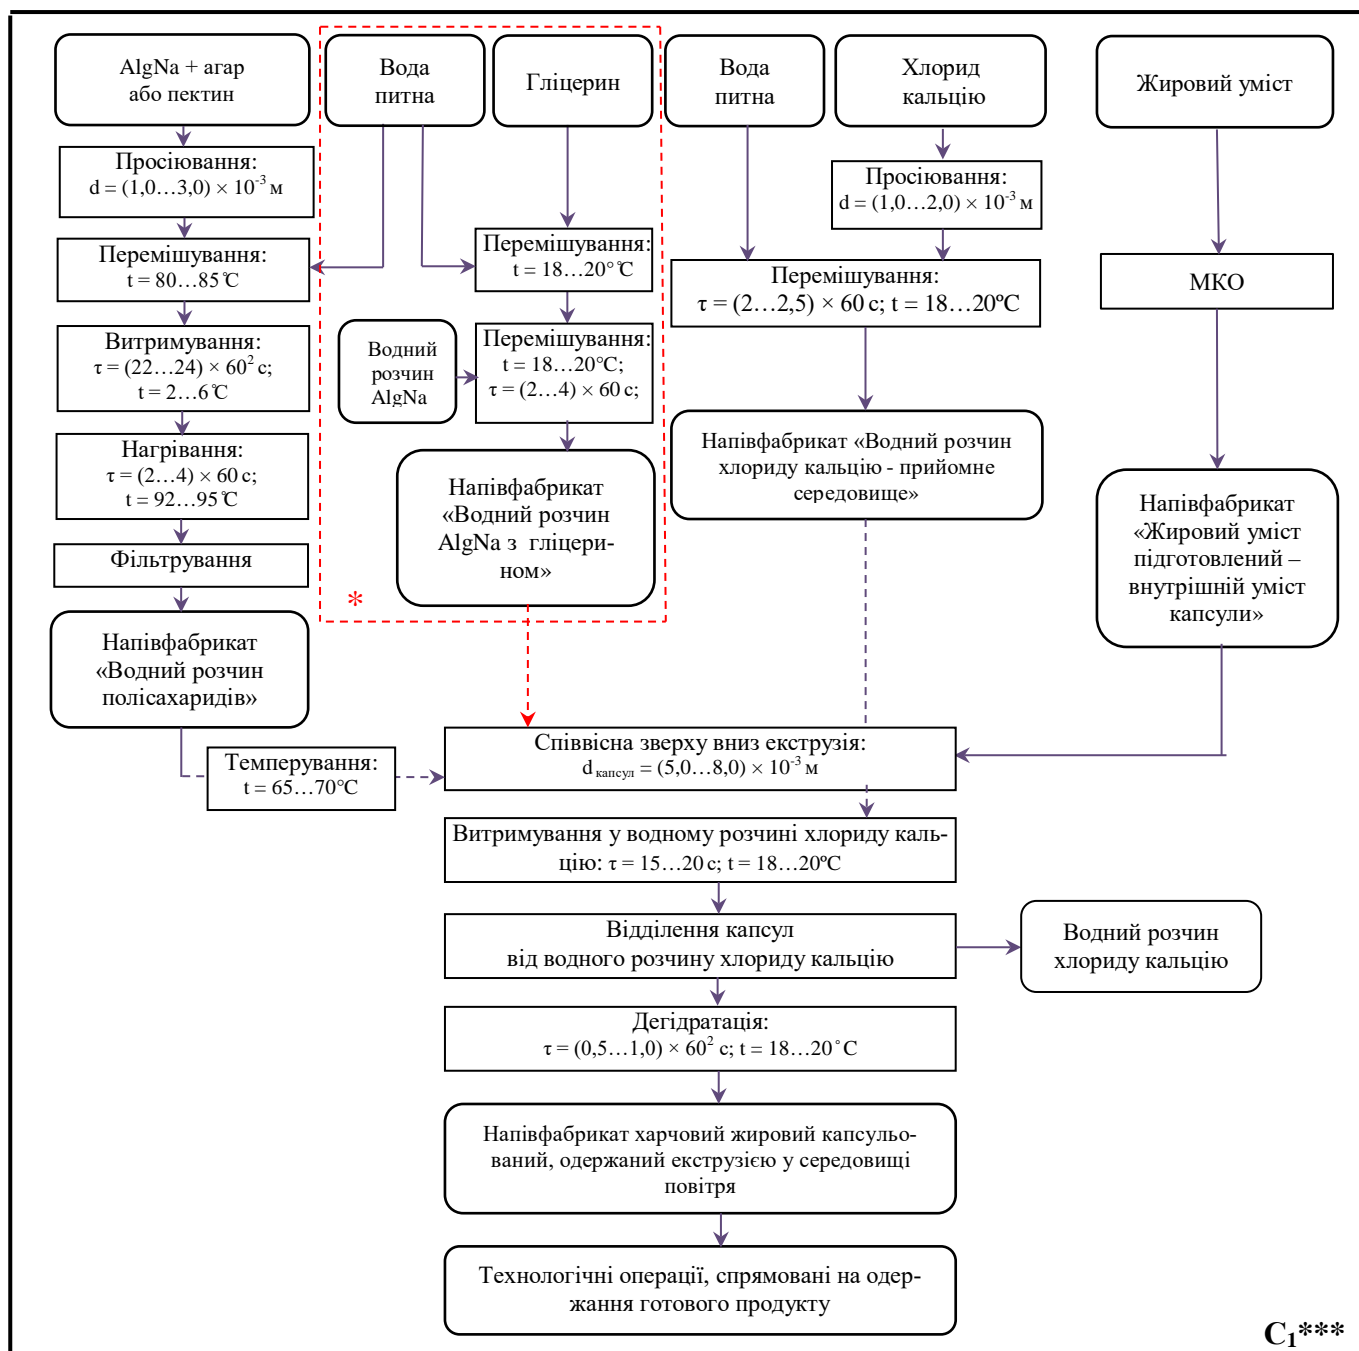 AlgNa + агар
або пектин
Вода
питна
Гліцерин
Вода
питна
Хлорид
кальцію
Жировий уміст
Просіювання:
d = (1,0…3,0) × 10⁻³ м
Просіювання:
d = (1,0…2,0) × 10⁻³ м
Перемішування:
t = 80…85 ℃
Перемішування:
t = 18…20° ℃
Перемішування:
τ = (2…2,5) × 60 с; t = 18…20ºС
МКО
Витримування:
τ = (22…24) × 60² с;
t = 2…6 ℃
Водний
розчин
AlgNa
Перемішування:
t = 18…20°С;
τ = (2…4) × 60 с;
Нагрівання:
τ = (2…4) × 60 с;
t = 92…95 ℃
Напівфабрикат
«Водний розчин
AlgNa з гліцери-
ном»
Напівфабрикат «Водний розчин
хлориду кальцію - прийомне
середовище»
Напівфабрикат
«Жировий уміст
підготовлений –
внутрішній уміст
капсули»
Фільтрування
*
Напівфабрикат
«Водний розчин
полісахаридів»
Темперування:
t = 65…70°С
Співвісна зверху вниз екструзія:
d капсул = (5,0…8,0) × 10⁻³ м
Витримування у водному розчині хлориду каль-
цію: τ = 15…20 с; t = 18…20ºС
Відділення капсул
від водного розчину хлориду кальцію
Водний розчин
хлориду кальцію
Дегідратація:
τ = (0,5…1,0) × 60² с; t = 18…20˚С
Напівфабрикат харчовий жировий капсульо-
ваний, одержаний екструзією у середовищі
повітря
Технологічні операції, спрямовані на одер-
жання готового продукту
С₁***